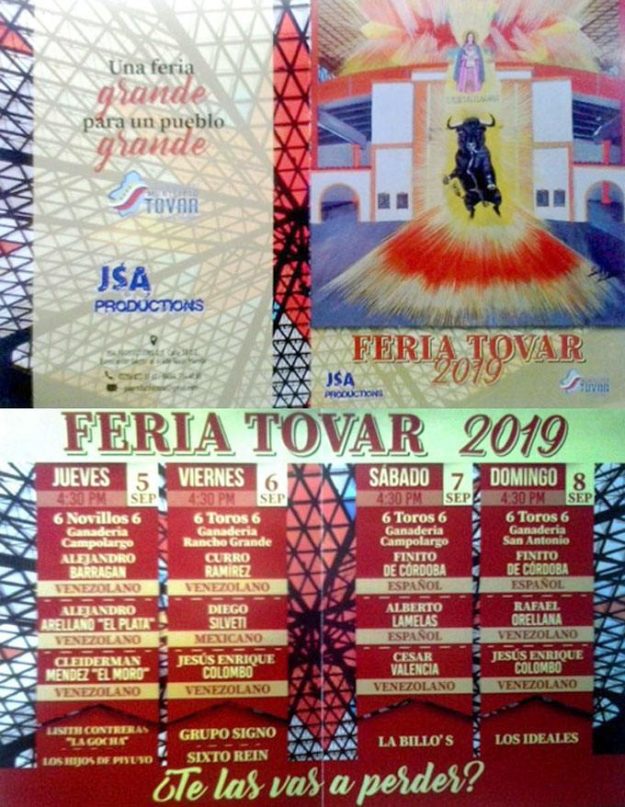 Una feria
grande
para un pueblo
grande
TOVAR
JSA
PRODUCTIONS
FERIA TOVAR
2019
JSA
PRODUCTIONS
TOVAR
FERIA TOVAR 2019
JUEVES 5
4:30 PM SEP
6 Novillos 6
Ganadería
Campolargo
ALEJANDRO
BARRAGAN
VENEZOLANO
ALEJANDRO
ARELLANO "EL PLATA"
VENEZOLANO
CLEIDERMAN
MENDEZ "EL MORO"
VENEZOLANO
LISITH CONTRERAS
"LA GOCHA"
LOS HIJOS DE PIYUYO
VIERNES 6
4:30 PM SEP
6 Toros 6
Ganadería
Rancho Grande
CURRO
RAMÍREZ
VENEZOLANO
DIEGO
SILVETI
MEXICANO
JESÚS ENRIQUE
COLOMBO
VENEZOLANO
GRUPO SIGNO
SIXTO REIN
SÁBADO 7
4:30 PM SEP
6 Toros 6
Ganadería
Campolargo
FINITO
DE CÓRDOBA
ESPAÑOL
ALBERTO
LAMELAS
ESPAÑOL
CESAR
VALENCIA
VENEZOLANO
LA BILLO'S
DOMINGO 8
4:30 PM SEP
6 Toros 6
Ganadería
San Antonio
FINITO
DE CÓRDOBA
ESPAÑOL
RAFAEL
ORELLANA
VENEZOLANO
JESÚS ENRIQUE
COLOMBO
VENEZOLANO
LOS IDEALES
¿Te las vas a perder?